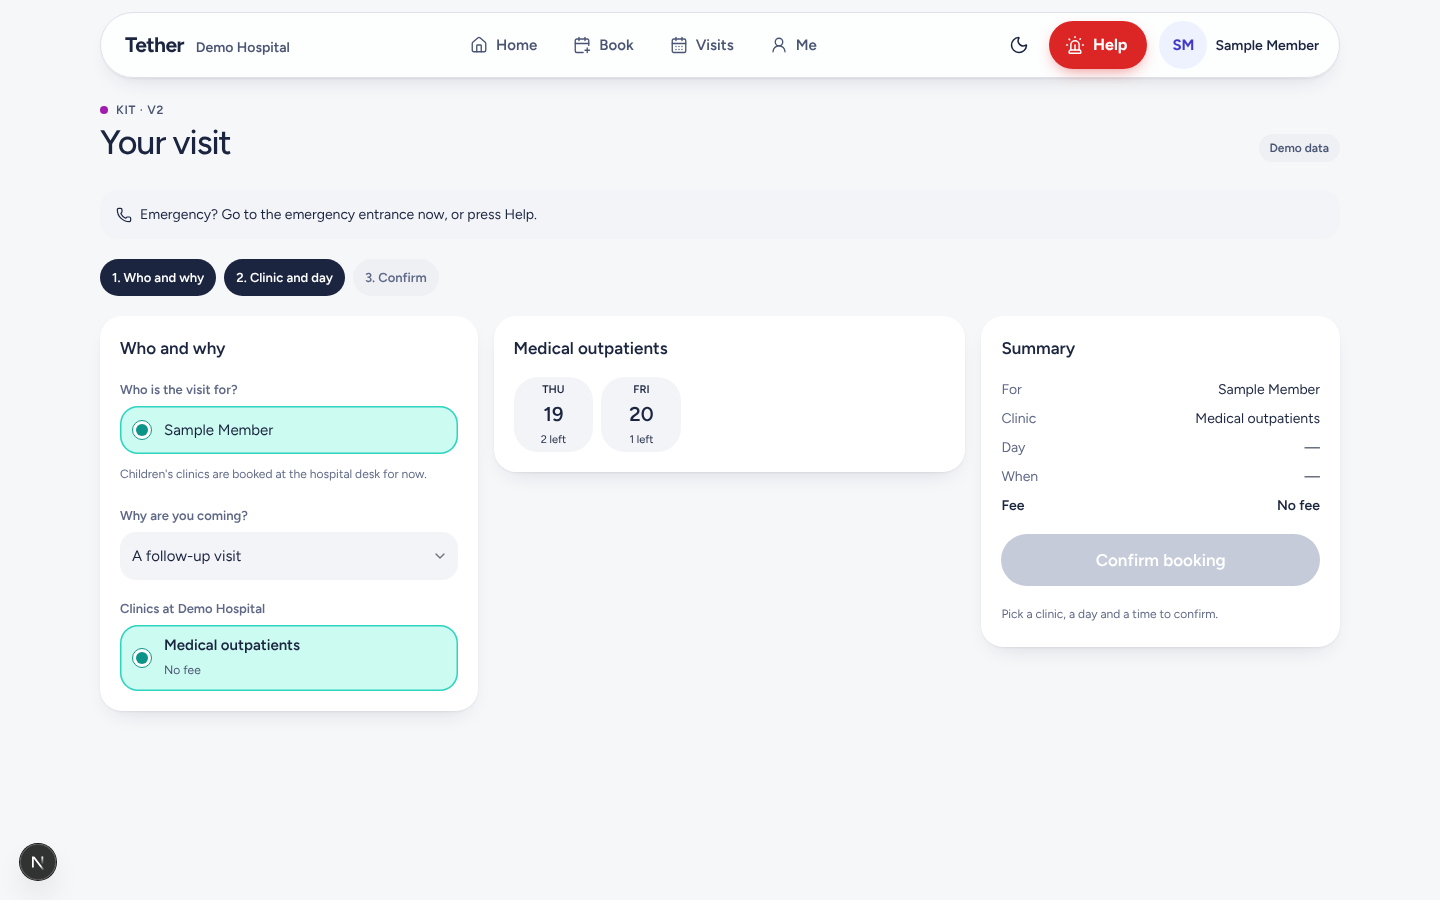 Tether Demo Hospital Home Book Visits Me Help SM Sample Member
KIT · V2
Your visit
Demo data
Emergency? Go to the emergency entrance now, or press Help.
1. Who and why 2. Clinic and day 3. Confirm
Who and why
Who is the visit for?
Sample Member
Children's clinics are booked at the hospital desk for now.
Why are you coming?
A follow-up visit
Clinics at Demo Hospital
Medical outpatients
No fee
Medical outpatients
THU FRI
19 20
2 left 1 left
Summary
For Sample Member
Clinic Medical outpatients
Day —
When —
Fee No fee
Confirm booking
Pick a clinic, a day and a time to confirm.
N